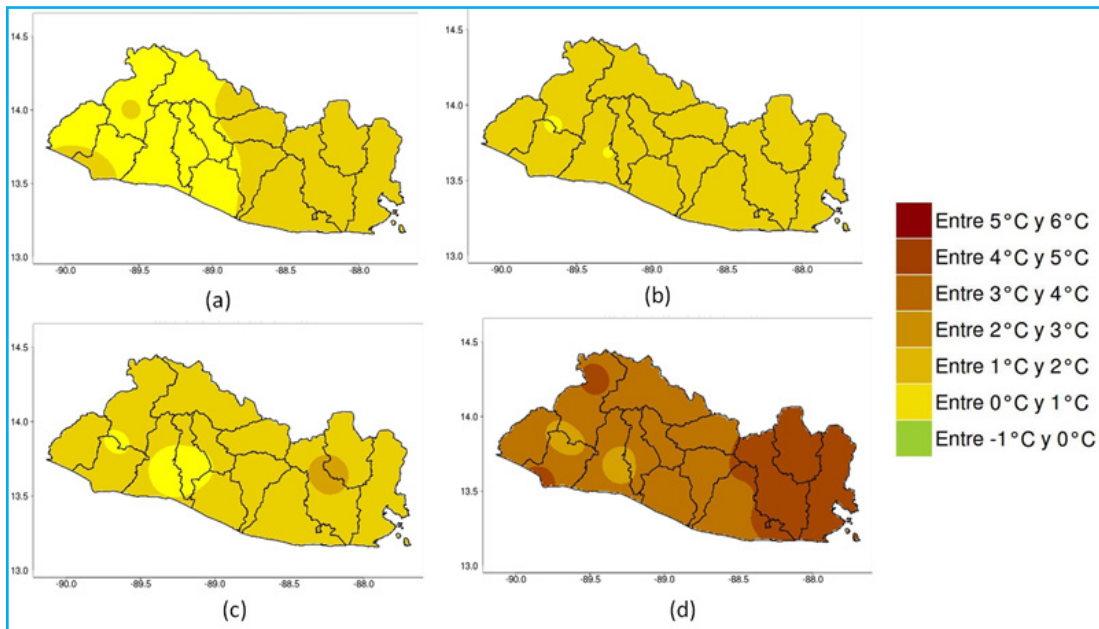 14.5
14.0
13.5
13.0
-90.0 -89.5 -89.0 -88.5 -88.0
(a)
14.5
14.0
13.5
13.0
-90.0 -89.5 -89.0 -88.5 -88.0
(b)
14.5
14.0
13.5
13.0
-90.0 -89.5 -89.0 -88.5 -88.0
(c)
14.5
14.0
13.5
13.0
-90.0 -89.5 -89.0 -88.5 -88.0
(d)
Entre 5°C y 6°C
Entre 4°C y 5°C
Entre 3°C y 4°C
Entre 2°C y 3°C
Entre 1°C y 2°C
Entre 0°C y 1°C
Entre -1°C y 0°C